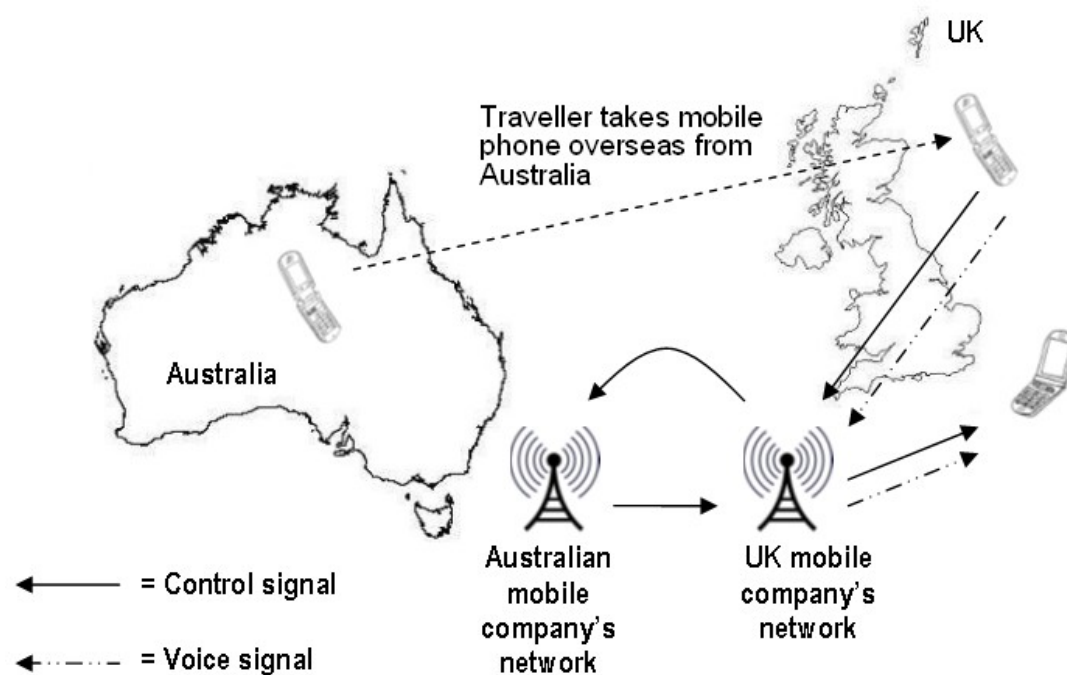 UK
Traveller takes mobile
phone overseas from
Australia
Australia
Australian
mobile
company's
network
UK mobile
company's
network
= Control signal
= Voice signal